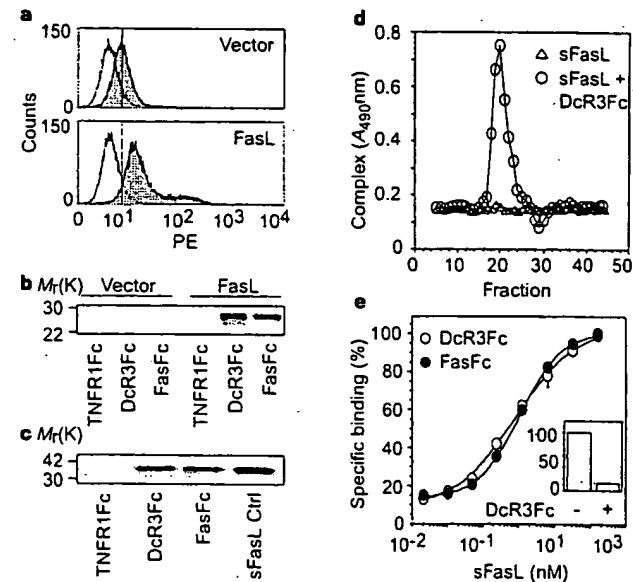 a
150
Vector
0
150
FasL
0
Counts
0 10¹ 10² 10³ 10⁴
PE
b Mr(K) Vector FasL
30
22
TNFR1Fc
DcR3Fc
FasFc
TNFR1Fc
DcR3Fc
FasFc
c Mr(K)
42
30
TNFR1Fc
DcR3Fc
FasFc
sFasL Ctrl
d
0.8
0.6
0.4
0.2
0
Complex (A490nm)
△ sFasL
○ sFasL +
DcR3Fc
0 10 20 30 40 50
Fraction
e
100
80
60
40
20
0
Specific binding (%)
○ DcR3Fc
● FasFc
100
50
0
DcR3Fc - +
10⁻² 10⁻¹ 10⁰ 10¹ 10² 10³
sFasL (nM)